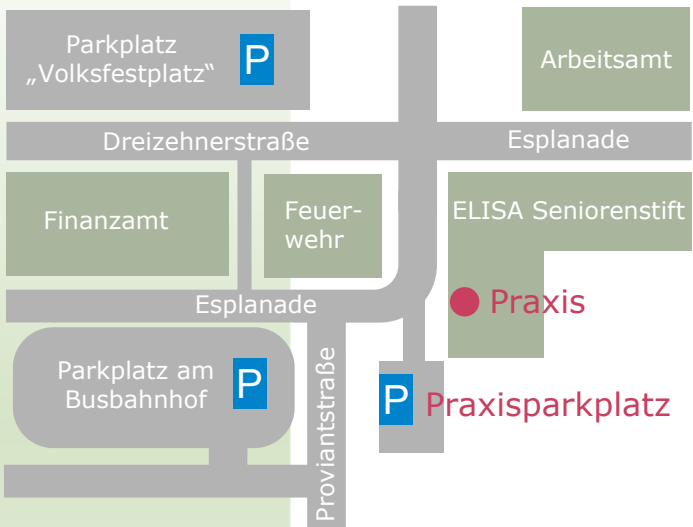 Parkplatz
„Volksfestplatz“
P
Arbeitsamt
Dreizehnerstraße
Esplanade
Finanzamt
Feuer-
wehr
ELISA Seniorenstift
Esplanade
Praxis
Parkplatz am
Busbahnhof
P
Proviantstraße
P
Praxisparkplatz